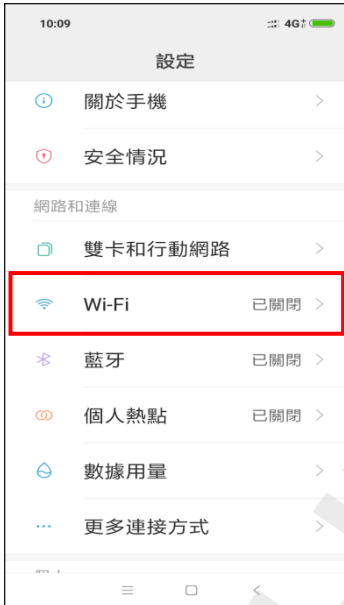 10:09 4G
設定
關於手機
安全情況
網路和連線
雙卡和行動網路
Wi-Fi 已關閉
藍牙 已關閉
個人熱點 已關閉
數據用量
更多連接方式